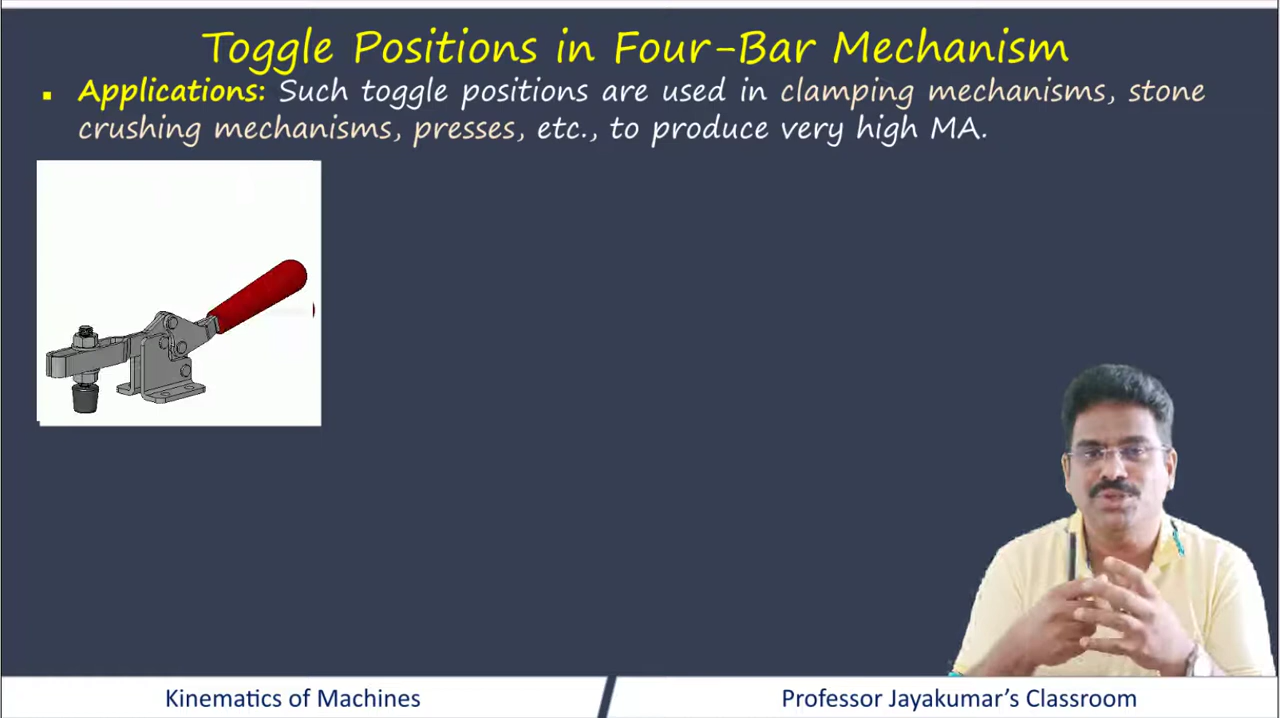 Toggle Positions in Four-Bar Mechanism
Applications: Such toggle positions are used in clamping mechanisms, stone
crushing mechanisms, presses, etc., to produce very high MA.
Kinematics of Machines
Professor Jayakumar's Classroom